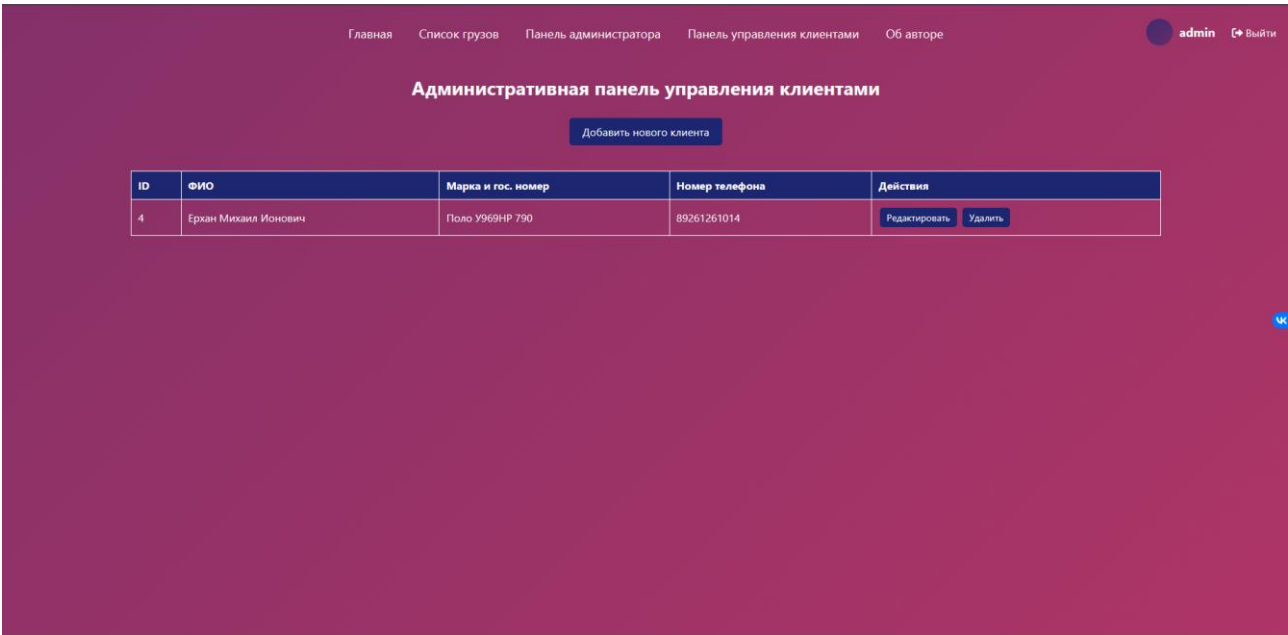 Главная Список грузов Панель администратора Панель управления клиентами Об авторе admin Выйти
Административная панель управления клиентами
Добавить нового клиента
ID ФИО Марка и гос. номер Номер телефона Действия
4 Ерхан Михаил Ионович Поло У969НР 790 89261261014 Редактировать Удалить